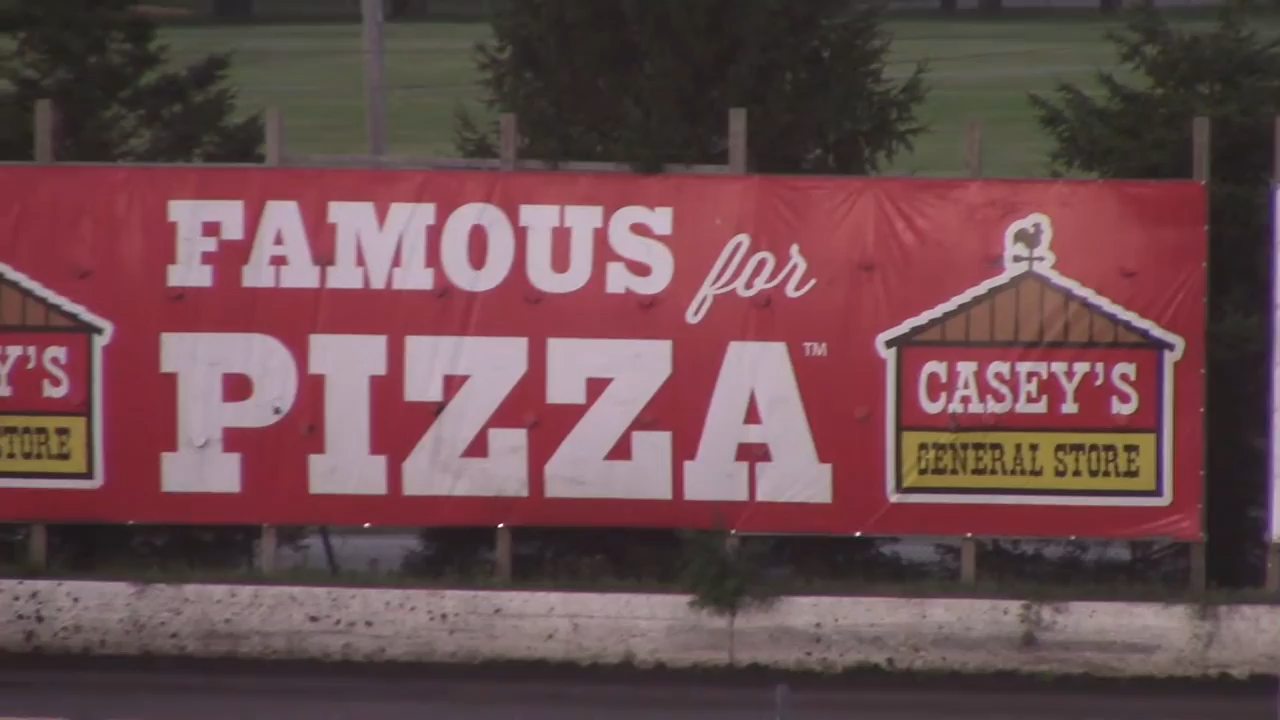 FAMOUS for
PIZZA™
Y'S
STORE
CASEY'S
GENERAL STORE